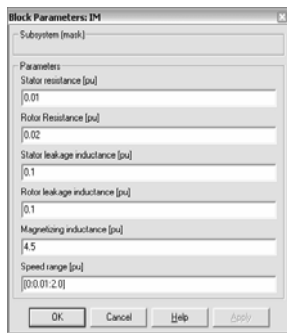 Block Parameters: IM
Subsystem (mask)
Parameters
Stator resistance [pu]
0.01
Rotor Resistance [pu]
0.02
Stator leakage inductance [pu]
0.1
Rotor leakage inductance [pu]
0.1
Magnetizing inductance [pu]
4.5
Speed range [pu]
[0:0.01:2.0]
OK Cancel Help Apply